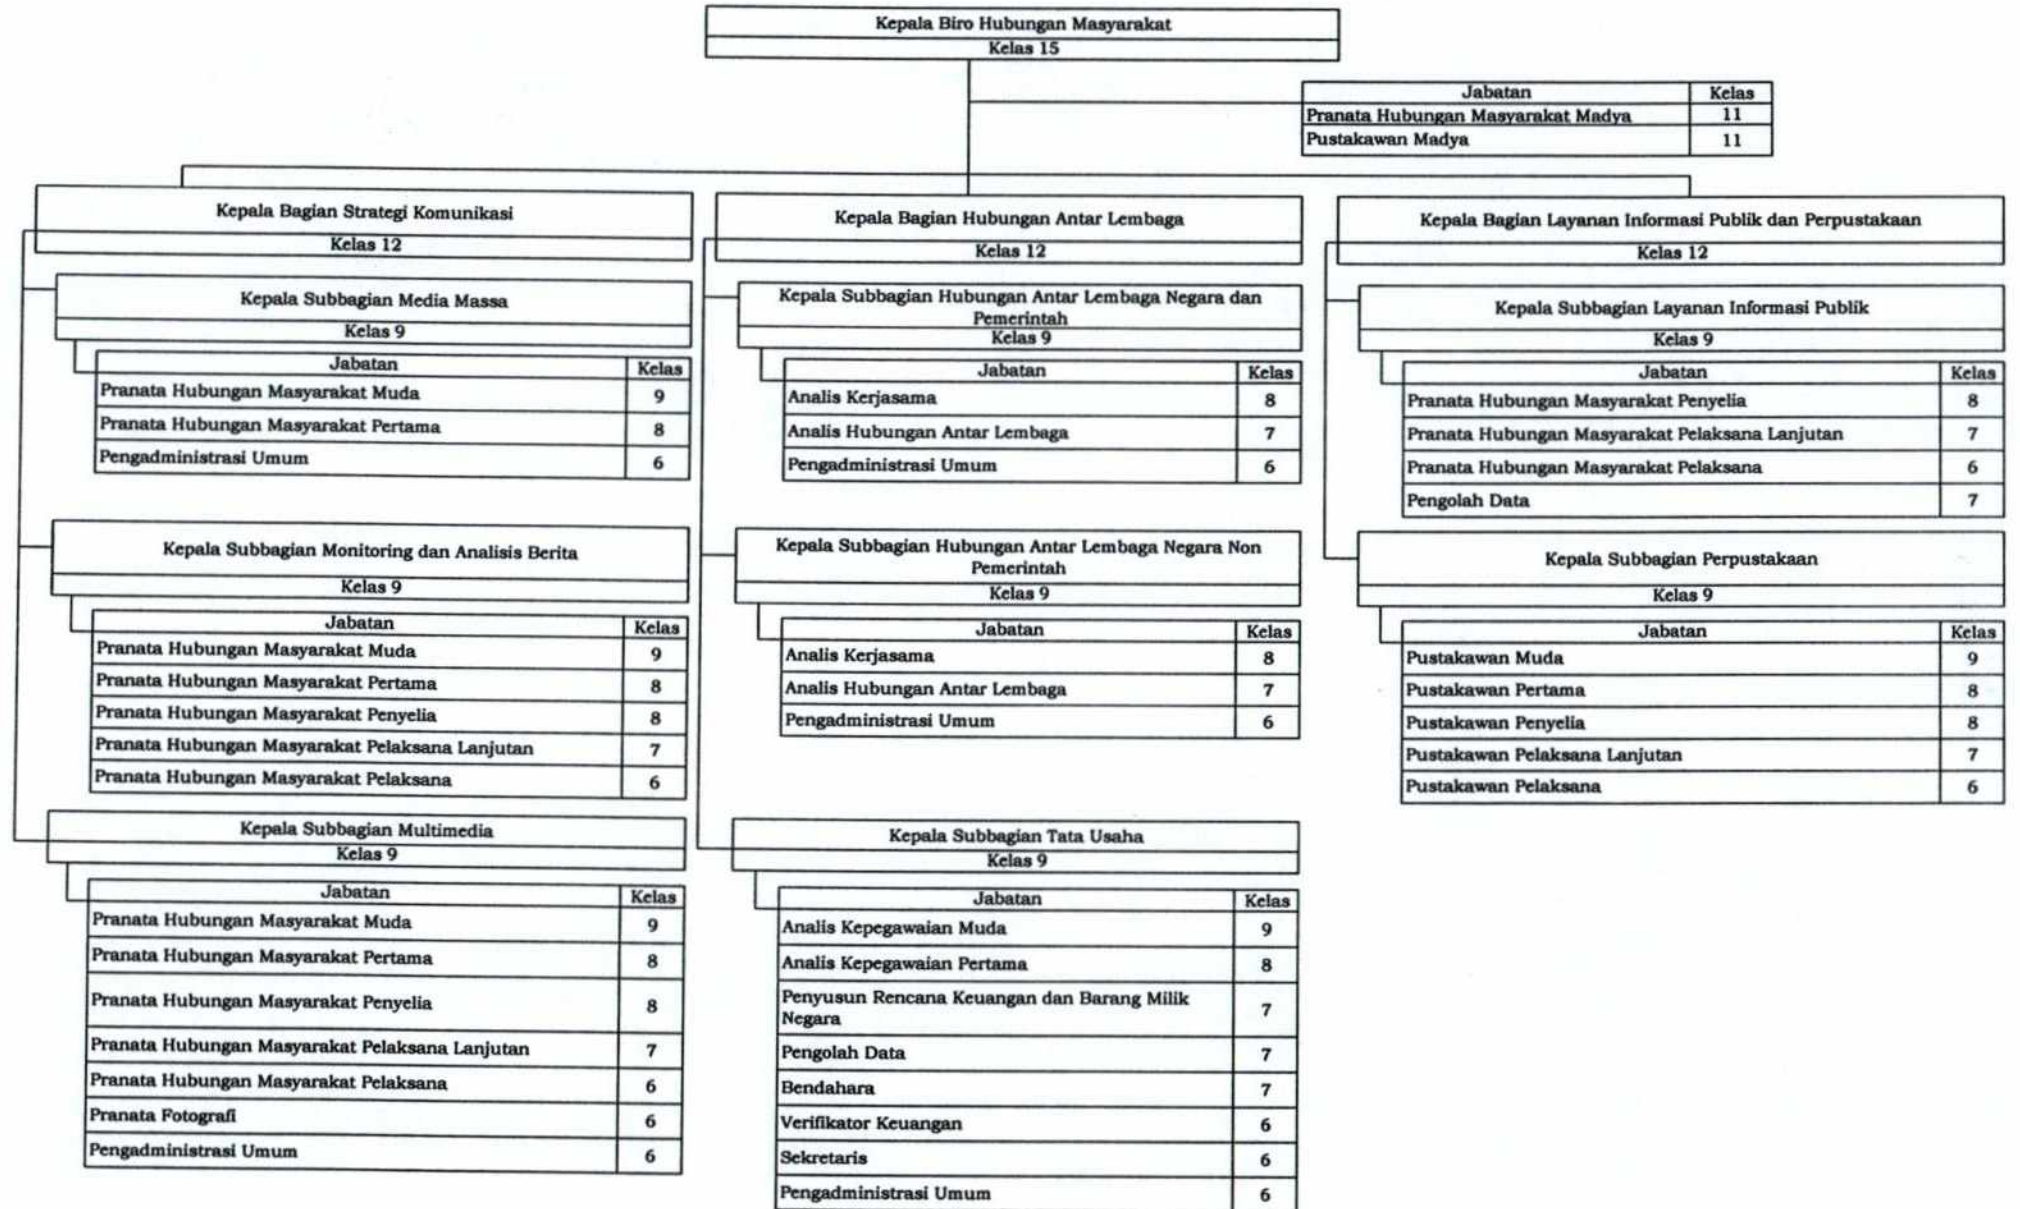 Kepala Biro Hubungan Masyarakat
Kelas 15
Jabatan Kelas
Pranata Hubungan Masyarakat Madya 11
Pustakawan Madya 11
Kepala Bagian Strategi Komunikasi
Kelas 12
Kepala Subbagian Media Massa
Kelas 9
Jabatan Kelas
Pranata Hubungan Masyarakat Muda 9
Pranata Hubungan Masyarakat Pertama 8
Pengadministrasi Umum 6
Kepala Subbagian Monitoring dan Analisis Berita
Kelas 9
Jabatan Kelas
Pranata Hubungan Masyarakat Muda 9
Pranata Hubungan Masyarakat Pertama 8
Pranata Hubungan Masyarakat Penyelia 8
Pranata Hubungan Masyarakat Pelaksana Lanjutan 7
Pranata Hubungan Masyarakat Pelaksana 6
Kepala Subbagian Multimedia
Kelas 9
Jabatan Kelas
Pranata Hubungan Masyarakat Muda 9
Pranata Hubungan Masyarakat Pertama 8
Pranata Hubungan Masyarakat Penyelia 8
Pranata Hubungan Masyarakat Pelaksana Lanjutan 7
Pranata Hubungan Masyarakat Pelaksana 6
Pranata Fotografi 6
Pengadministrasi Umum 6
Kepala Bagian Hubungan Antar Lembaga
Kelas 12
Kepala Subbagian Hubungan Antar Lembaga Negara dan
Pemerintah
Kelas 9
Jabatan Kelas
Analis Kerjasama 8
Analis Hubungan Antar Lembaga 7
Pengadministrasi Umum 6
Kepala Subbagian Hubungan Antar Lembaga Negara Non
Pemerintah
Kelas 9
Jabatan Kelas
Analis Kerjasama 8
Analis Hubungan Antar Lembaga 7
Pengadministrasi Umum 6
Kepala Subbagian Tata Usaha
Kelas 9
Jabatan Kelas
Analis Kepegawaian Muda 9
Analis Kepegawaian Pertama 8
Penyusun Rencana Keuangan dan Barang Milik
Negara 7
Pengolah Data 7
Bendahara 7
Verifikator Keuangan 6
Sekretaris 6
Pengadministrasi Umum 6
Kepala Bagian Layanan Informasi Publik dan Perpustakaan
Kelas 12
Kepala Subbagian Layanan Informasi Publik
Kelas 9
Jabatan Kelas
Pranata Hubungan Masyarakat Penyelia 8
Pranata Hubungan Masyarakat Pelaksana Lanjutan 7
Pranata Hubungan Masyarakat Pelaksana 6
Pengolah Data 7
Kepala Subbagian Perpustakaan
Kelas 9
Jabatan Kelas
Pustakawan Muda 9
Pustakawan Pertama 8
Pustakawan Penyelia 8
Pustakawan Pelaksana Lanjutan 7
Pustakawan Pelaksana 6